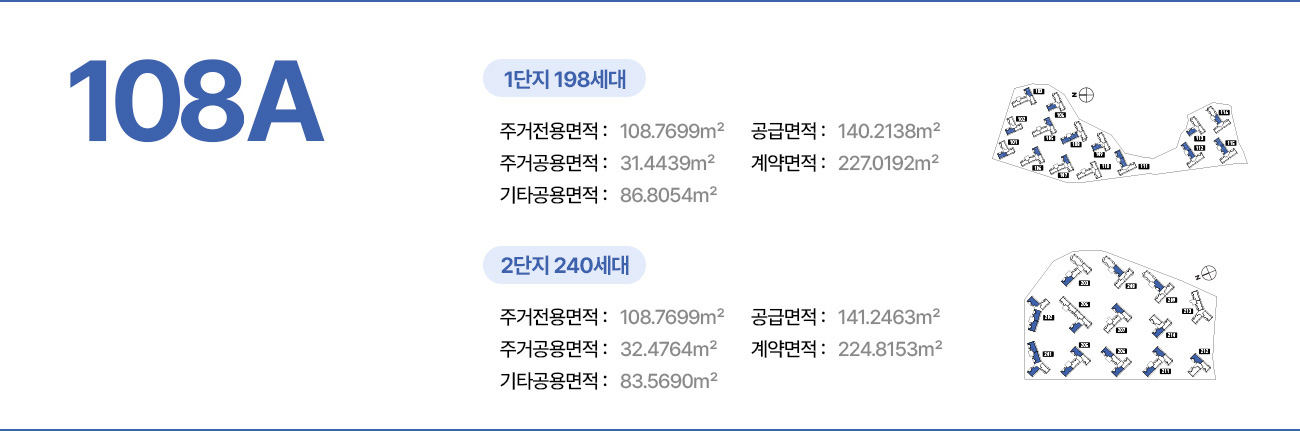 108A
1단지 198세대
주거전용면적 : 108.7699m² 공급면적 : 140.2138m²
주거공용면적 : 31.4439m² 계약면적 : 227.0192m²
기타공용면적 : 86.8054m²
2단지 240세대
주거전용면적 : 108.7699m² 공급면적 : 141.2463m²
주거공용면적 : 32.4764m² 계약면적 : 224.8153m²
기타공용면적 : 83.5690m²